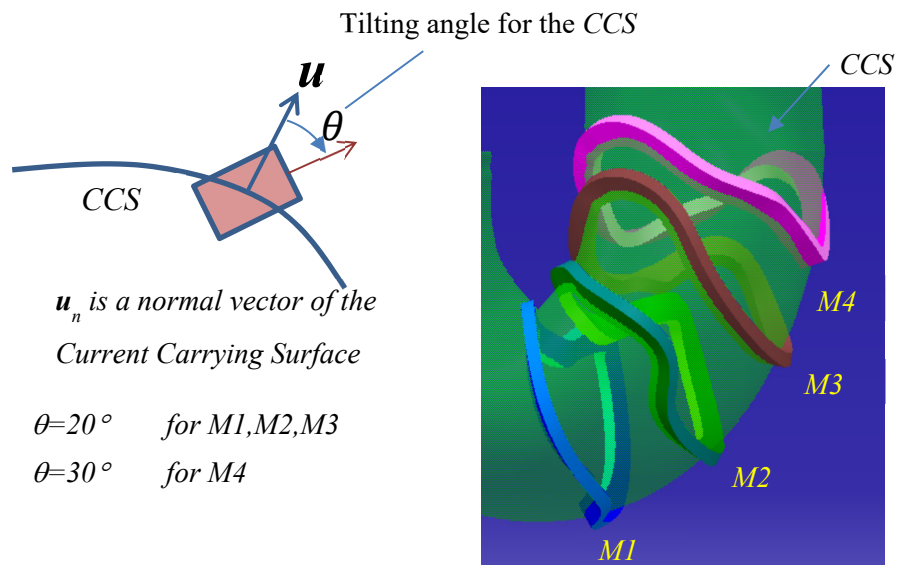 Tilting angle for the CCS
CCS
u
θ
CCS
u_n is a normal vector of the
Current Carrying Surface
θ=20° for M1,M2,M3
θ=30° for M4
M4
M3
M2
M1